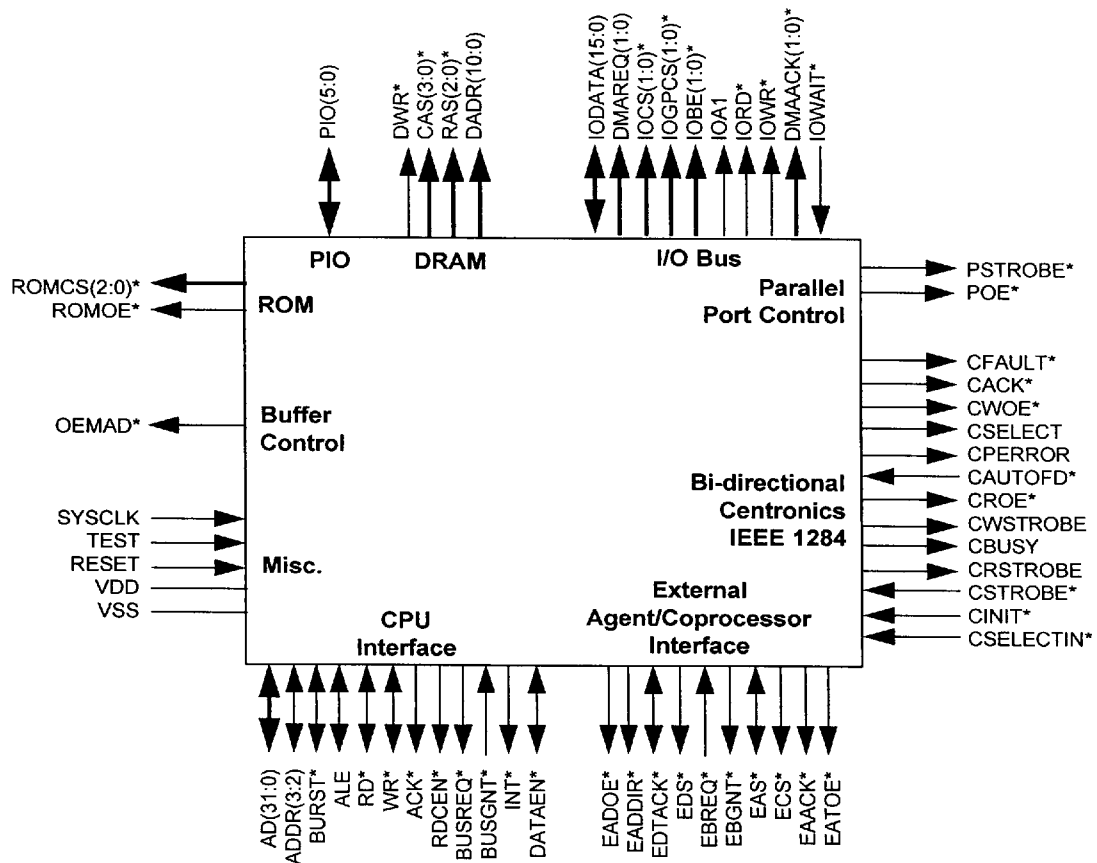 PIO(5:0)
DWR*
CAS(3:0)*
RAS(2:0)*
DADR(10:0)
IODATA(15:0)
DMAREQ(1:0)
IOCS(1:0)*
IOGPCS(1:0)*
IOBE(1:0)*
IOA1
IORD*
IOWR*
DMAACK(1:0)*
IOWAIT*
PIO
DRAM
I/O Bus
ROMCS(2:0)*
ROMOE*
ROM
Parallel
Port Control
PSTROBE*
POE*
OEMAD*
Buffer
Control
CFAULT*
CACK*
CWOE*
CSELECT
CPERROR
CAUTOFD*
CROE*
CWSTROBE
CBUSY
CRSTROBE
CSTROBE*
CINIT*
CSELECTIN*
Bi-directional
Centronics
IEEE 1284
SYSCLK
TEST
RESET
VDD
VSS
Misc.
CPU
Interface
External
Agent/Coprocessor
Interface
AD(31:0)
ADDR(3:2)
BURST*
ALE
RD*
WR*
ACK*
RDCEN*
BUSREQ*
BUSGNT*
INT*
DATAEN*
EADOE*
EADDIR*
EDTACK*
EDS*
EBREQ*
EBGNT*
EAS*
ECS*
EAACK*
EATOE*